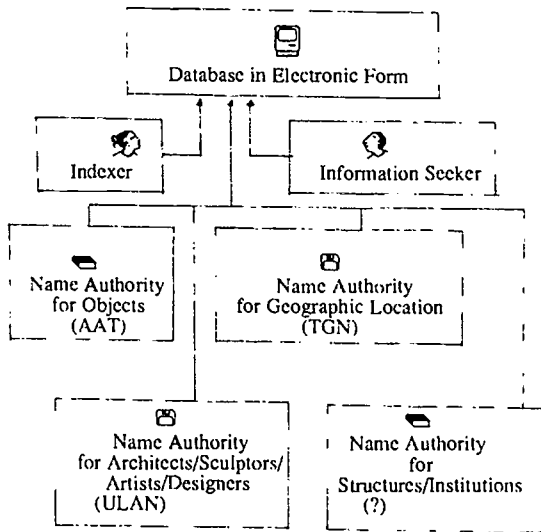 Database in Electronic Form
Indexer
Information Seeker
Name Authority
for Objects
(AAT)
Name Authority
for Geographic Location
(TGN)
Name Authority
for Architects/Sculptors/
Artists/Designers
(ULAN)
Name Authority
for
Structures/Institutions
(?)